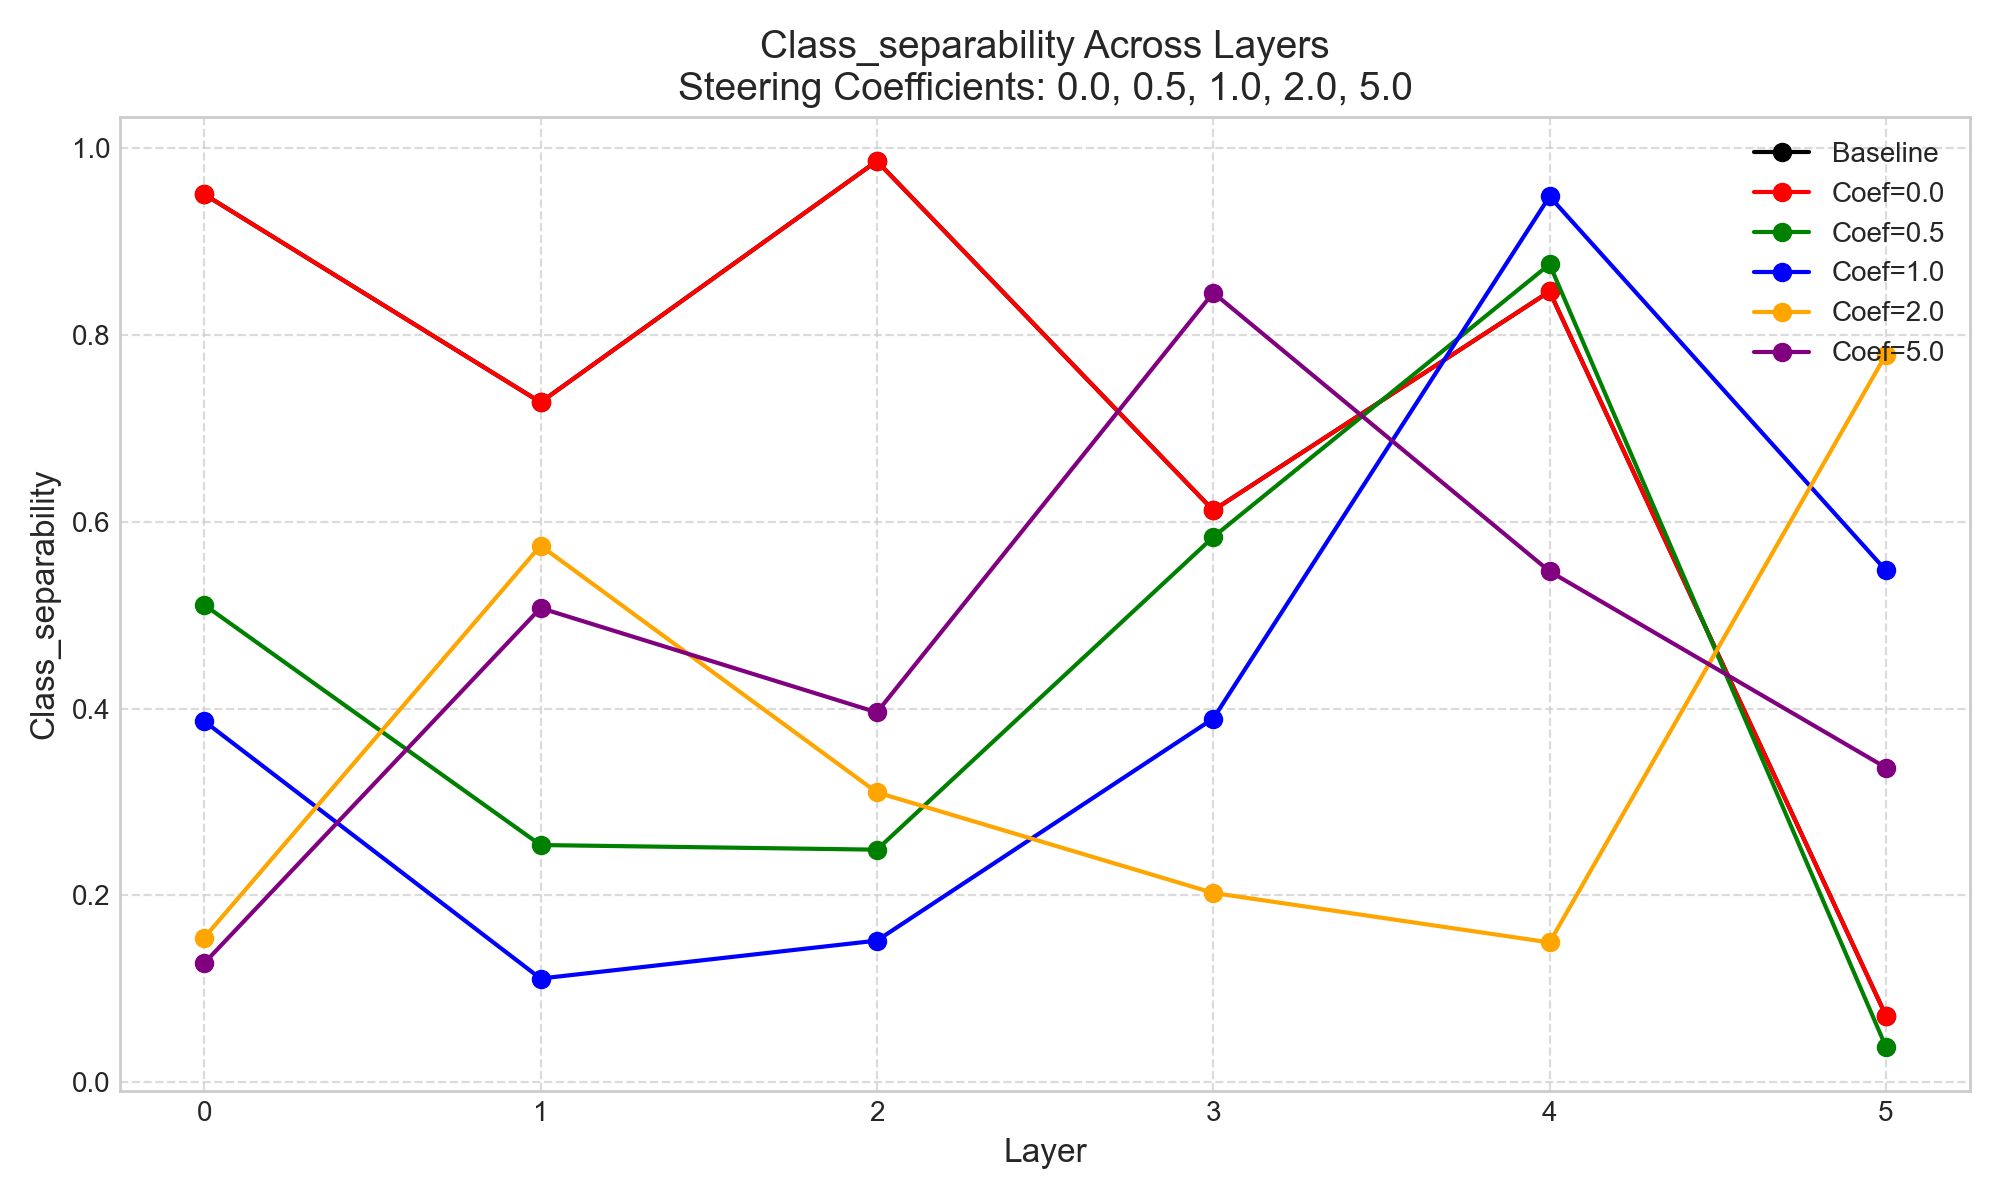 Class_separability Across Layers
Steering Coefficients: 0.0, 0.5, 1.0, 2.0, 5.0
Class_separability
1.0
0.8
0.6
0.4
0.2
0.0
Baseline
Coef=0.0
Coef=0.5
Coef=1.0
Coef=2.0
Coef=5.0
0 1 2 3 4 5
Layer